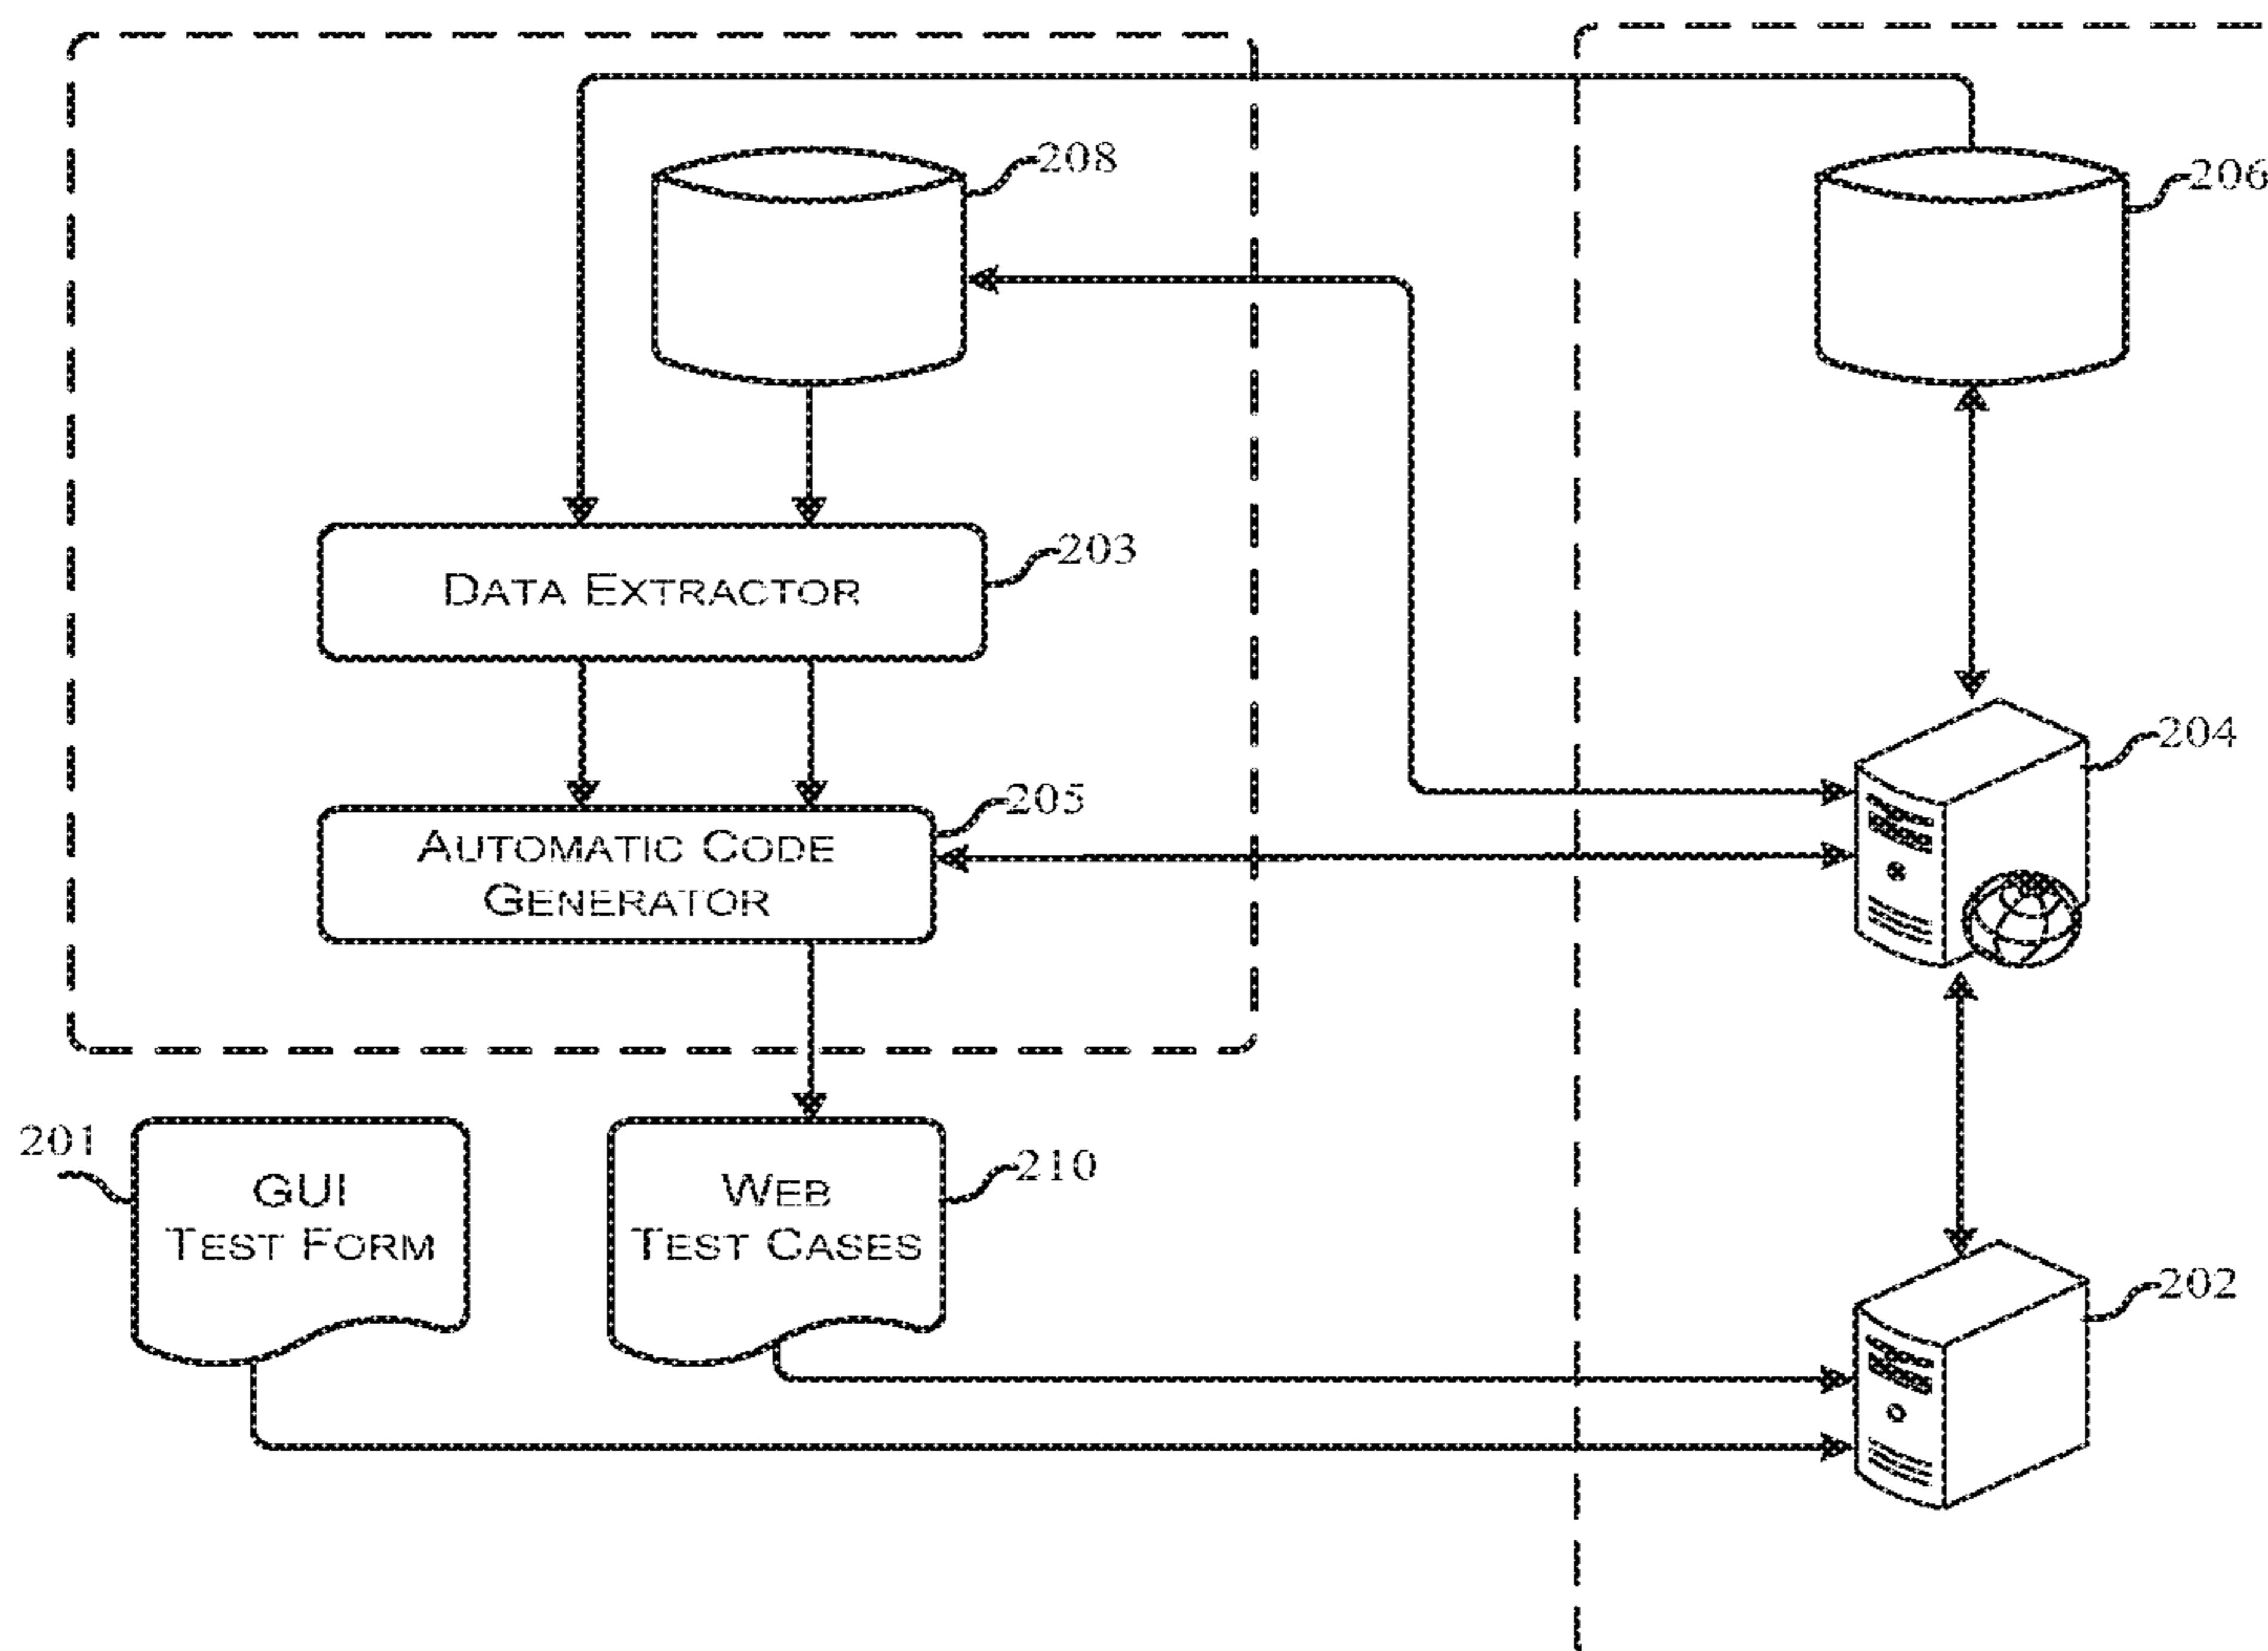 208
206
203
DATA EXTRACTOR
204
205
AUTOMATIC CODE
GENERATOR
201
GUI
TEST FORM
210
WEB
TEST CASES
202